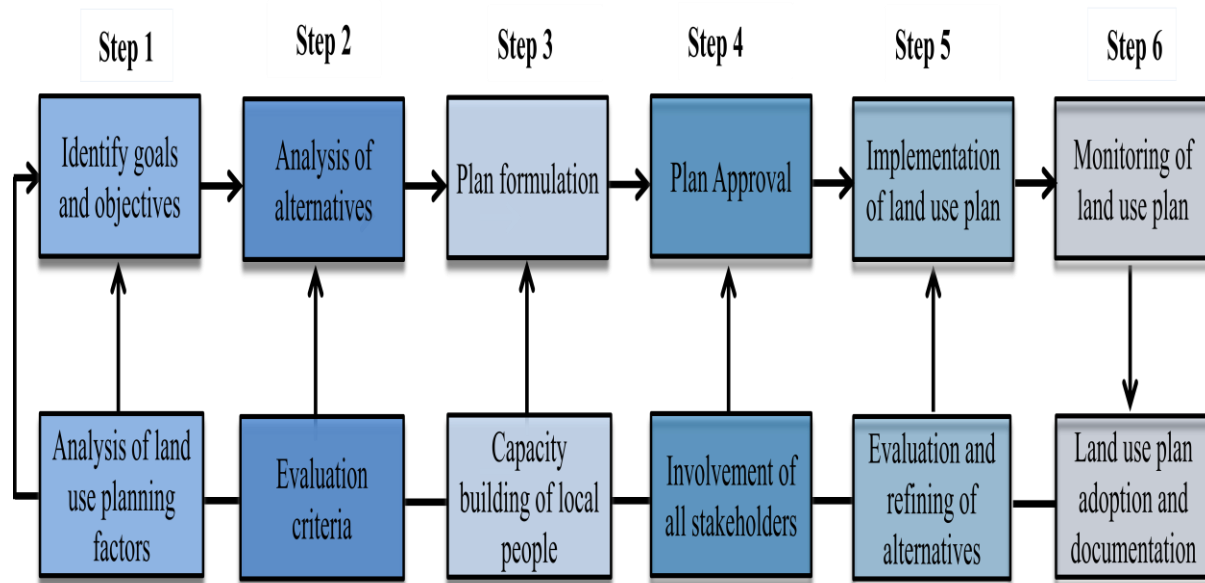 Step 1
Step 2
Step 3
Step 4
Step 5
Step 6
Identify goals
and objectives
Analysis of
alternatives
Plan formulation
Plan Approval
Implementation
of land use plan
Monitoring of
land use plan
Analysis of land
use planning
factors
Evaluation
criteria
Capacity
building of local
people
Involvement of
all stakeholders
Evaluation and
refining of
alternatives
Land use plan
adoption and
documentation